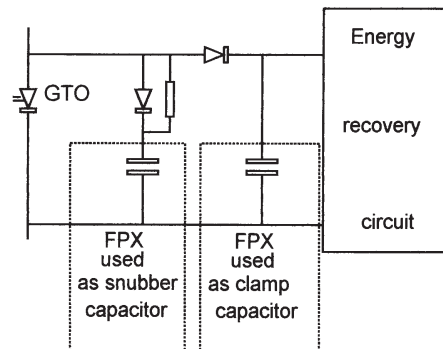 Energy
GTO
recovery
circuit
FPX
used
as snubber
capacitor
FPX
used
as clamp
capacitor